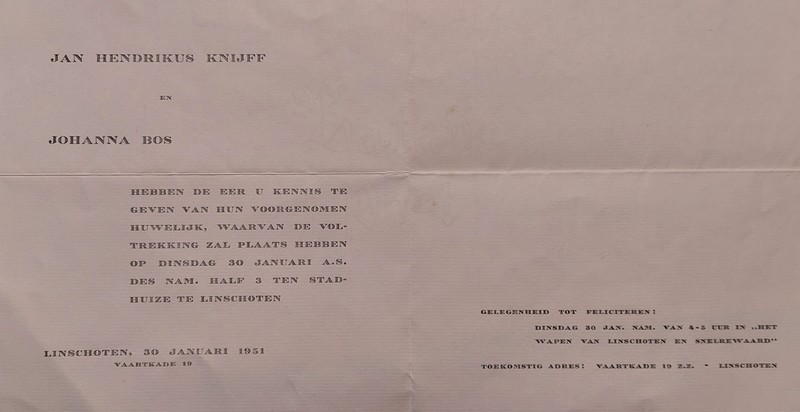 JAN HENDRIKUS KNIJFF
EN
JOHANNA BOS
HEBBEN DE EER U KENNIS TE
GEVEN VAN HUN VOORGENOMEN
HUWELIJK, WAARVAN DE VOL-
TREKKING ZAL PLAATS HEBBEN
OP DINSDAG 30 JANUARI A.S.
DES NAM. HALF 3 TEN STAD-
HUIZE TE LINSCHOTEN
LINSCHOTEN, 30 JANUARI 1951
VAARTKADE 19
GELEGENHEID TOT FELICITEREN:
DINSDAG 30 JAN. NAM. VAN 4-5 UUR IN „HET
WAPEN VAN LINSCHOTEN EN SNELREWAARD"
TOEKOMSTIG ADRES: VAARTKADE 19 Z.Z. - LINSCHOTEN